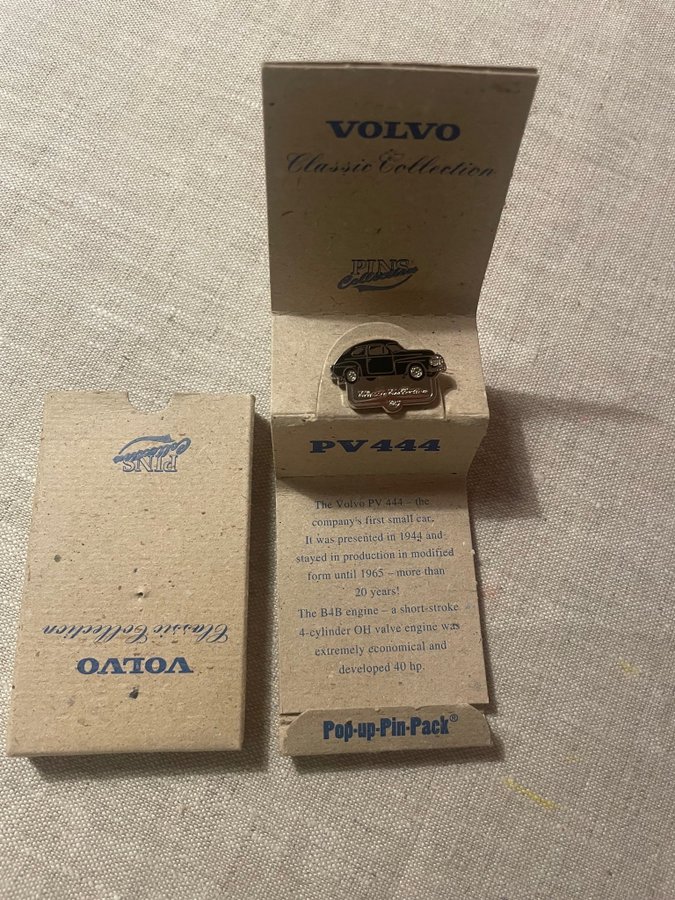 VOLVO
Classic Collection
PINS
Collection
Classic Collection
PV444
The Volvo PV 444 – the
company's first small car.
It was presented in 1944 and
stayed in production in modified
form until 1965 – more than
20 years!
The B4B engine – a short-stroke
4-cylinder OH valve engine was
extremely economical and
developed 40 hp.
Pop-up-Pin-Pack®
VOLVO
Classic Collection
PINS
Collection